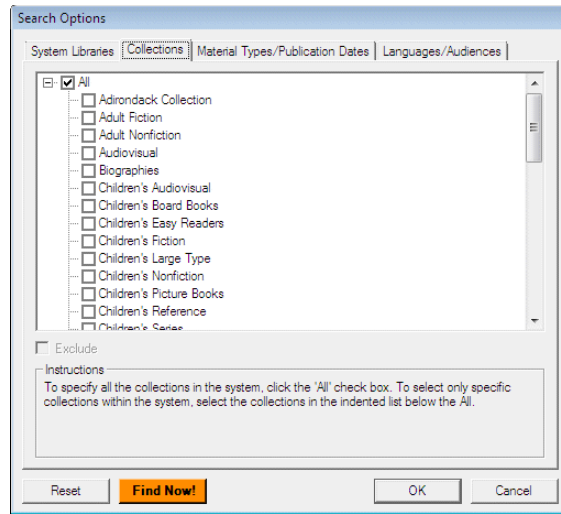 Search Options
System Libraries Collections Material Types/Publication Dates Languages/Audiences
All
Adirondack Collection
Adult Fiction
Adult Nonfiction
Audiovisual
Biographies
Children's Audiovisual
Children's Board Books
Children's Easy Readers
Children's Fiction
Children's Large Type
Children's Nonfiction
Children's Picture Books
Children's Reference
Children's Series
Exclude
Instructions
To specify all the collections in the system, click the 'All' check box. To select only specific
collections within the system, select the collections in the indented list below the All.
Reset Find Now! OK Cancel